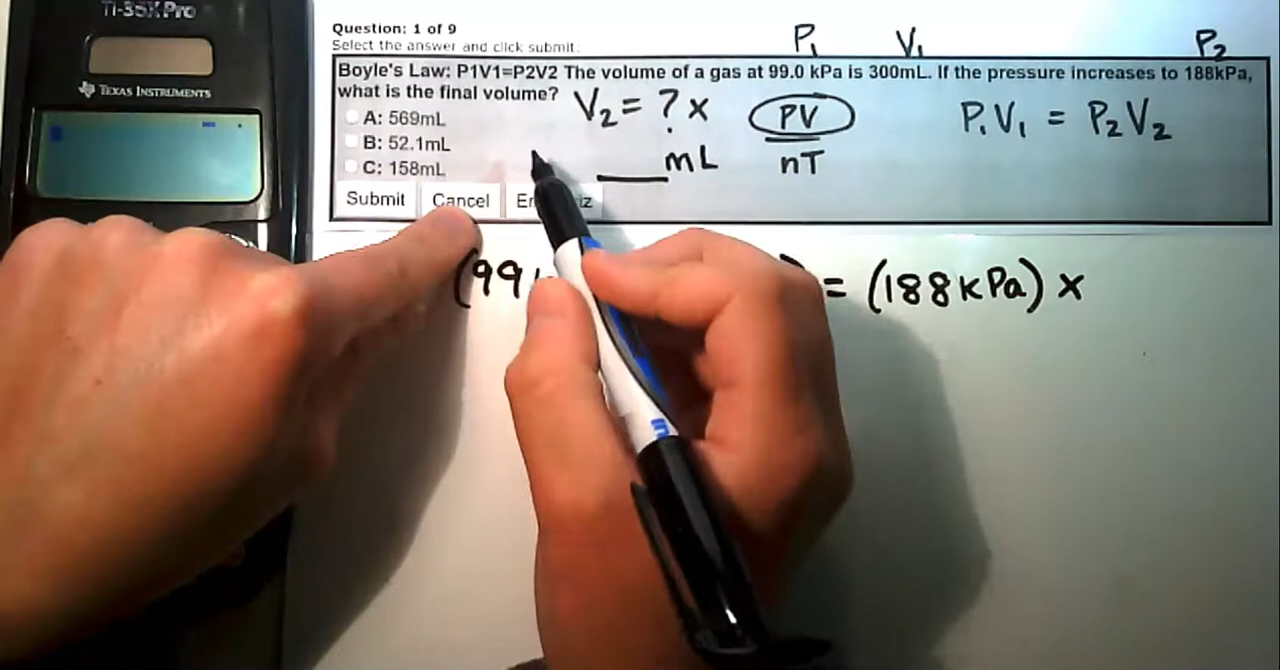 TI-35X Pro
TEXAS INSTRUMENTS
Question: 1 of 9
Select the answer and click submit.
P₁ V₁ P₂
Boyle's Law: P1V1=P2V2 The volume of a gas at 99.0 kPa is 300mL. If the pressure increases to 188kPa,
what is the final volume?
V₂ = ? x
PV
nT
P₁V₁ = P₂V₂
___ mL
A: 569mL
B: 52.1mL
C: 158mL
Submit Cancel
(99 ) = (188kPa) x